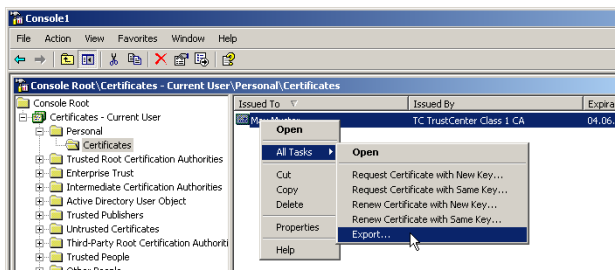 Console1
File Action View Favorites Window Help
Console Root\Certificates - Current User\Personal\Certificates
Console Root
Certificates - Current User
Personal
Certificates
Trusted Root Certification Authorities
Enterprise Trust
Intermediate Certification Authorities
Active Directory User Object
Trusted Publishers
Untrusted Certificates
Third-Party Root Certification Authoriti
Trusted People
Other People
Issued To Issued By Expira
Max Muster TC TrustCenter Class 1 CA 04.06.
Open
All Tasks
Cut
Copy
Delete
Properties
Help
Open
Request Certificate with New Key...
Request Certificate with Same Key...
Renew Certificate with New Key...
Renew Certificate with Same Key...
Export...